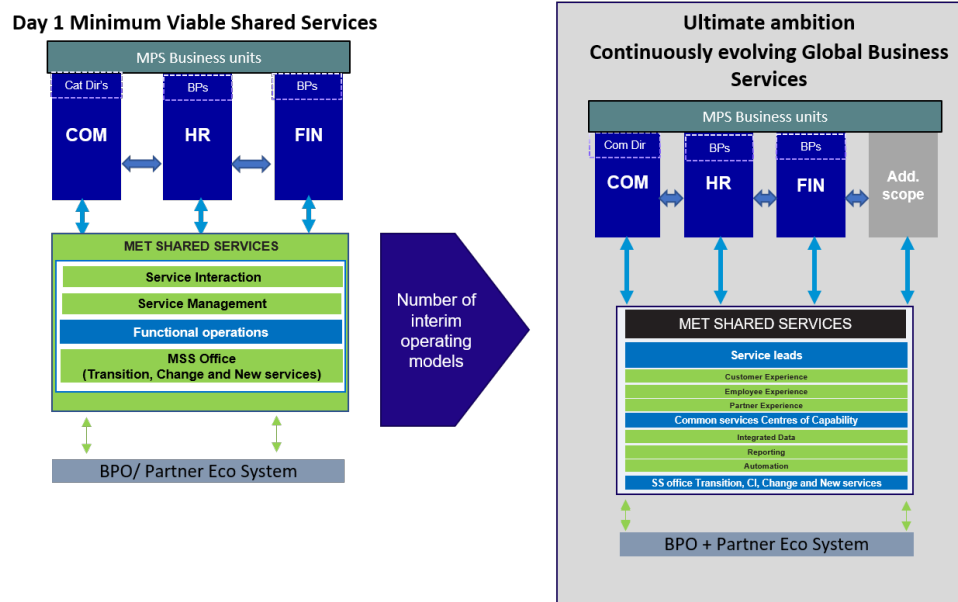 Day 1 Minimum Viable Shared Services
MPS Business units
Cat Dir's
BPs
BPs
COM
HR
FIN
MET SHARED SERVICES
Service Interaction
Service Management
Functional operations
MSS Office
(Transition, Change and New services)
BPO/ Partner Eco System
Number of
interim
operating
models
Ultimate ambition
Continuously evolving Global Business
Services
MPS Business units
Com Dir
BPs
BPs
COM
HR
FIN
Add.
scope
MET SHARED SERVICES
Service leads
Customer Experience
Employee Experience
Partner Experience
Common services Centres of Capability
Integrated Data
Reporting
Automation
SS office Transition, CI, Change and New services
BPO + Partner Eco System